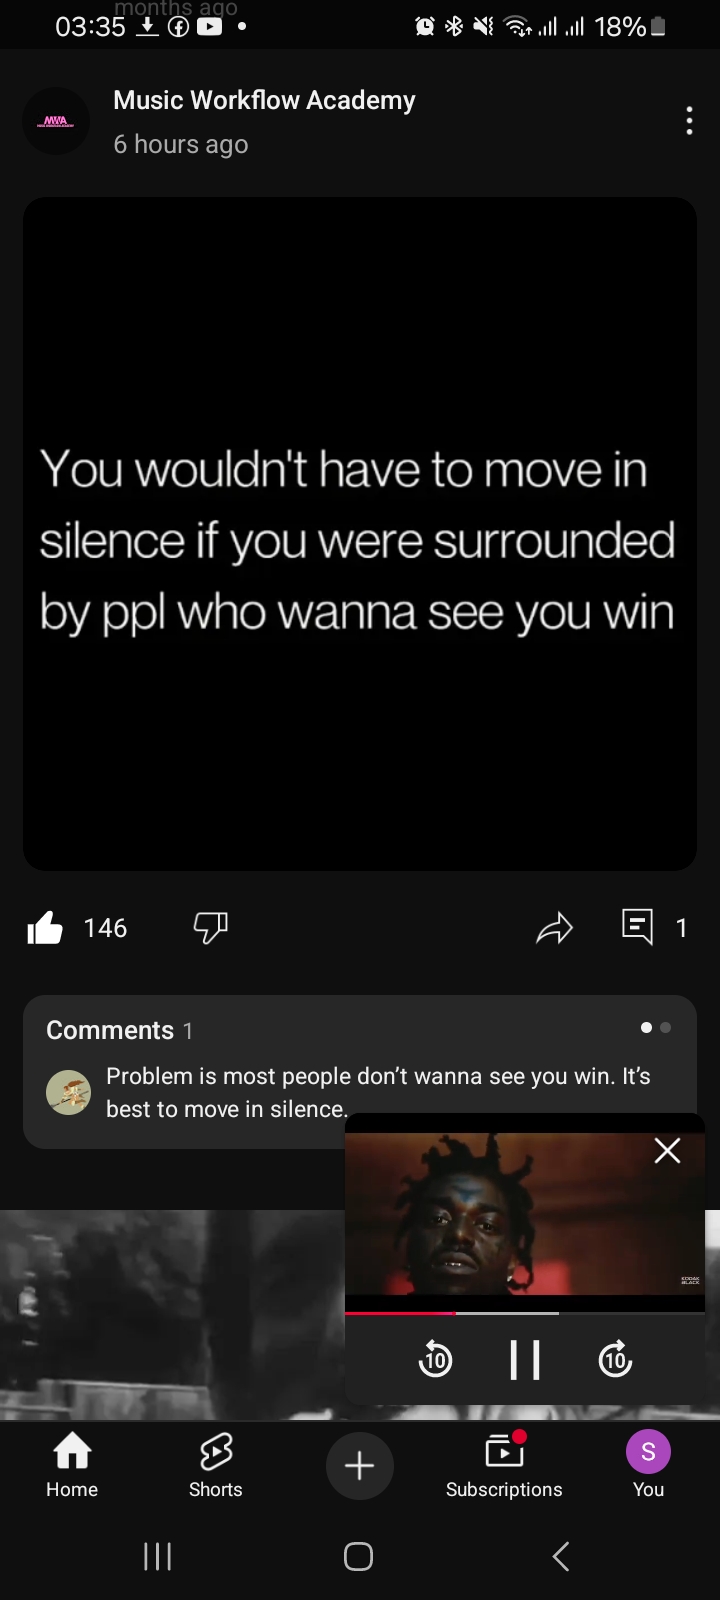 months ago
03:35
18%
Music Workflow Academy
6 hours ago
MWA
You wouldn't have to move in
silence if you were surrounded
by ppl who wanna see you win
146
1
Comments 1
Problem is most people don’t wanna see you win. It’s
best to move in silence.
KODAK
BLACK
10
10
Home
Shorts
Subscriptions
S
You